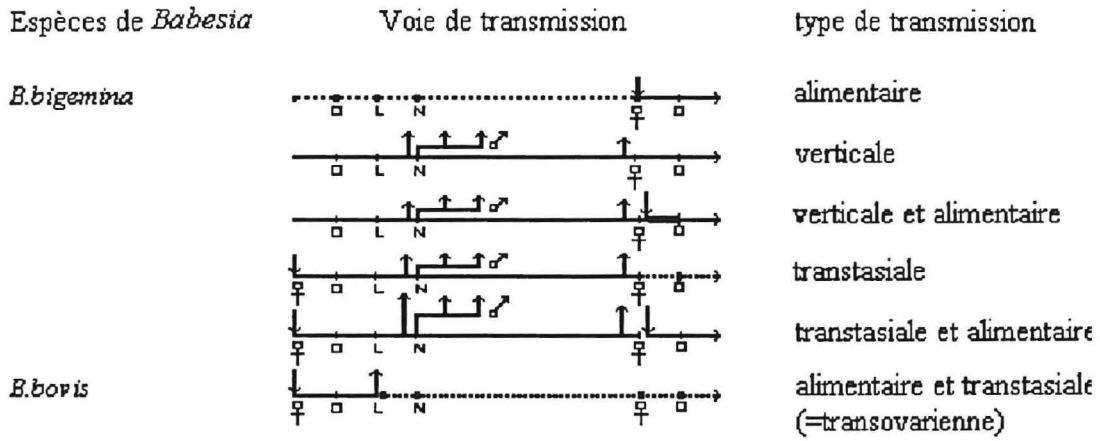 Espèces de Babesia Voie de transmission type de transmission
B.bigemina alimentaire
L N
verticale
L N
verticale et alimentaire
L N
transtasiale
L N
transtasiale et alimentaire
L N
B.bovis alimentaire et transtasiale
L N
(=transovarienne)